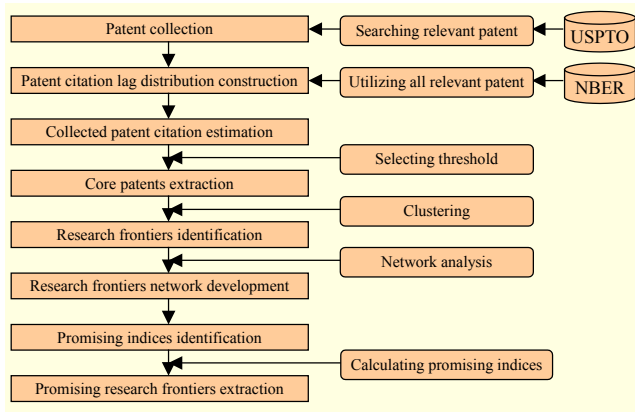 Patent collection
Searching relevant patent
USPTO
Patent citation lag distribution construction
Utilizing all relevant patent
NBER
Collected patent citation estimation
Selecting threshold
Core patents extraction
Clustering
Research frontiers identification
Network analysis
Research frontiers network development
Promising indices identification
Calculating promising indices
Promising research frontiers extraction